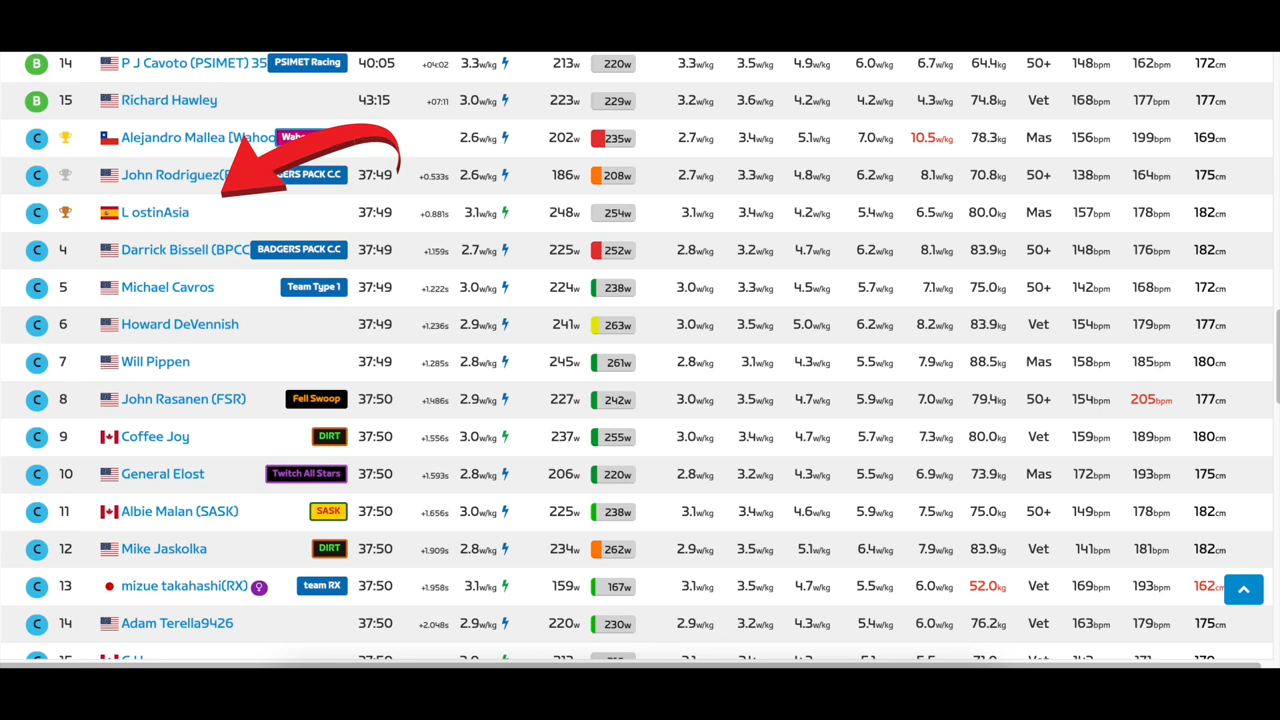 B 14 P J Cavoto (PSIMET) 35 PSIMET Racing 40:05 +04:02 3.3w/kg 213w 220w 3.3w/kg 3.5w/kg 4.9w/kg 6.0w/kg 6.7w/kg 64.4kg 50+ 148bpm 162bpm 172cm
B 15 Richard Hawley 43:15 +07:11 3.0w/kg 223w 229w 3.2w/kg 3.6w/kg 4.2w/kg 4.2w/kg 4.3w/kg 74.8kg Vet 168bpm 177bpm 177cm
C Alejandro Mallea [Wahoo 2.6w/kg 202w 235w 2.7w/kg 3.4w/kg 5.1w/kg 7.0w/kg 10.5w/kg 78.3kg Mas 156bpm 199bpm 169cm
C John Rodriguez( PACK C.C 37:49 +0.533s 2.6w/kg 186w 208w 2.7w/kg 3.3w/kg 4.8w/kg 6.2w/kg 8.1w/kg 70.8kg Mas 138bpm 164bpm 175cm
C L ostinAsia 37:49 +0.881s 3.1w/kg 248w 254w 3.1w/kg 3.4w/kg 4.2w/kg 5.4w/kg 6.5w/kg 80.0kg Mas 157bpm 178bpm 182cm
C 4 Darrick Bissell (BPCC BADGERS PACK C.C 37:49 +1.159s 2.7w/kg 225w 252w 2.8w/kg 3.2w/kg 4.7w/kg 6.2w/kg 8.1w/kg 83.9kg 50+ 148bpm 176bpm 182cm
C 5 Michael Cavros Team Type 1 37:49 +1.222s 3.0w/kg 224w 238w 3.0w/kg 3.3w/kg 4.5w/kg 5.7w/kg 7.1w/kg 75.0kg 50+ 142bpm 168bpm 172cm
C 6 Howard DeVennish 37:49 +1.236s 2.9w/kg 241w 263w 3.0w/kg 3.5w/kg 5.0w/kg 6.2w/kg 8.2w/kg 83.9kg Vet 154bpm 179bpm 177cm
C 7 Will Pippen 37:49 +1.285s 2.9w/kg 245w 261w 2.8w/kg 3.1w/kg 4.3w/kg 5.5w/kg 7.9w/kg 88.5kg Mas 158bpm 185bpm 180cm
C 8 John Rasanen (FSR) Fell Swoop 37:50 +1.486s 2.9w/kg 227w 242w 3.0w/kg 3.5w/kg 4.7w/kg 5.9w/kg 7.0w/kg 79.4kg 50+ 154bpm 205bpm 177cm
C 9 Coffee Joy DIRT 37:50 +1.556s 3.0w/kg 237w 255w 3.0w/kg 3.4w/kg 4.7w/kg 5.7w/kg 7.3w/kg 80.0kg Vet 159bpm 189bpm 180cm
C 10 General Elost Twitch All Stars 37:50 +1.593s 2.8w/kg 206w 220w 2.8w/kg 3.2w/kg 4.3w/kg 5.5w/kg 6.9w/kg 73.9kg Mas 172bpm 193bpm 175cm
C 11 Albie Malan (SASK) SASK 37:50 +1.656s 3.0w/kg 225w 238w 3.1w/kg 3.4w/kg 4.6w/kg 5.9w/kg 7.5w/kg 75.0kg 50+ 149bpm 178bpm 182cm
C 12 Mike Jaskolka DIRT 37:50 +1.909s 2.8w/kg 234w 262w 2.9w/kg 3.5w/kg 5.1w/kg 6.4w/kg 7.9w/kg 83.9kg Vet 141bpm 181bpm 182cm
C 13 mizue takahashi(RX) team RX 37:50 +1.958s 3.1w/kg 159w 167w 3.1w/kg 3.5w/kg 4.7w/kg 5.5w/kg 6.0w/kg 52.0kg Vet 169bpm 193bpm 162cm
C 14 Adam Terella9426 37:50 +2.048s 2.9w/kg 220w 230w 2.9w/kg 3.2w/kg 4.3w/kg 5.4w/kg 6.0w/kg 76.2kg Vet 163bpm 179bpm 175cm